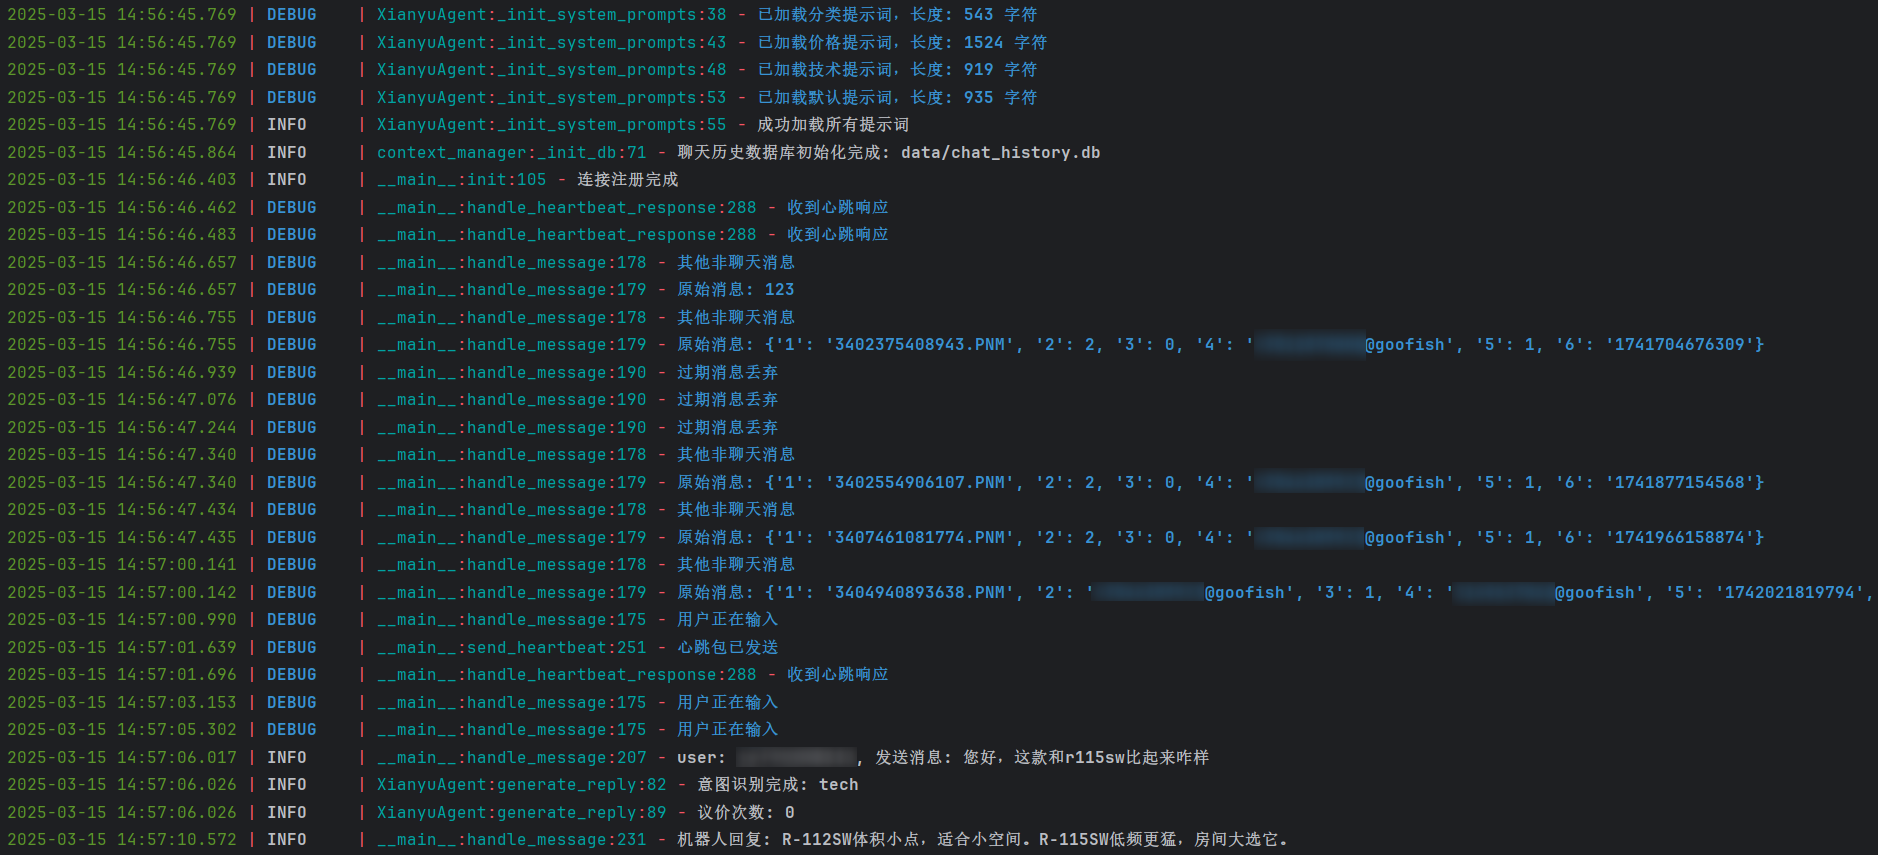 2025-03-15 14:56:45.769 | DEBUG    | XianyuAgent:_init_system_prompts:38 - 已加载分类提示词，长度: 543 字符
2025-03-15 14:56:45.769 | DEBUG    | XianyuAgent:_init_system_prompts:43 - 已加载价格提示词，长度: 1524 字符
2025-03-15 14:56:45.769 | DEBUG    | XianyuAgent:_init_system_prompts:48 - 已加载技术提示词，长度: 919 字符
2025-03-15 14:56:45.769 | DEBUG    | XianyuAgent:_init_system_prompts:53 - 已加载默认提示词，长度: 935 字符
2025-03-15 14:56:45.769 | INFO     | XianyuAgent:_init_system_prompts:55 - 成功加载所有提示词
2025-03-15 14:56:45.864 | INFO     | context_manager:_init_db:71 - 聊天历史数据库初始化完成: data/chat_history.db
2025-03-15 14:56:46.403 | INFO     | __main__:init:105 - 连接注册完成
2025-03-15 14:56:46.462 | DEBUG    | __main__:handle_heartbeat_response:288 - 收到心跳响应
2025-03-15 14:56:46.483 | DEBUG    | __main__:handle_heartbeat_response:288 - 收到心跳响应
2025-03-15 14:56:46.657 | DEBUG    | __main__:handle_message:178 - 其他非聊天消息
2025-03-15 14:56:46.657 | DEBUG    | __main__:handle_message:179 - 原始消息: 123
2025-03-15 14:56:46.755 | DEBUG    | __main__:handle_message:178 - 其他非聊天消息
2025-03-15 14:56:46.755 | DEBUG    | __main__:handle_message:179 - 原始消息: {'1': '3402375408943.PNM', '2': 2, '3': 0, '4': '@goofish', '5': 1, '6': '1741704676309'}
2025-03-15 14:56:46.939 | DEBUG    | __main__:handle_message:190 - 过期消息丢弃
2025-03-15 14:56:47.076 | DEBUG    | __main__:handle_message:190 - 过期消息丢弃
2025-03-15 14:56:47.244 | DEBUG    | __main__:handle_message:190 - 过期消息丢弃
2025-03-15 14:56:47.340 | DEBUG    | __main__:handle_message:178 - 其他非聊天消息
2025-03-15 14:56:47.340 | DEBUG    | __main__:handle_message:179 - 原始消息: {'1': '3402554906107.PNM', '2': 2, '3': 0, '4': '@goofish', '5': 1, '6': '1741877154568'}
2025-03-15 14:56:47.434 | DEBUG    | __main__:handle_message:178 - 其他非聊天消息
2025-03-15 14:56:47.435 | DEBUG    | __main__:handle_message:179 - 原始消息: {'1': '3407461081774.PNM', '2': 2, '3': 0, '4': '@goofish', '5': 1, '6': '1741966158874'}
2025-03-15 14:57:00.141 | DEBUG    | __main__:handle_message:178 - 其他非聊天消息
2025-03-15 14:57:00.142 | DEBUG    | __main__:handle_message:179 - 原始消息: {'1': '3404940893638.PNM', '2': '@goofish', '3': 1, '4': '@goofish', '5': '1742021819794',
2025-03-15 14:57:00.990 | DEBUG    | __main__:handle_message:175 - 用户正在输入
2025-03-15 14:57:01.639 | DEBUG    | __main__:send_heartbeat:251 - 心跳包已发送
2025-03-15 14:57:01.696 | DEBUG    | __main__:handle_heartbeat_response:288 - 收到心跳响应
2025-03-15 14:57:03.153 | DEBUG    | __main__:handle_message:175 - 用户正在输入
2025-03-15 14:57:05.302 | DEBUG    | __main__:handle_message:175 - 用户正在输入
2025-03-15 14:57:06.017 | INFO     | __main__:handle_message:207 - user: , 发送消息: 您好，这款和r115sw比起来咋样
2025-03-15 14:57:06.026 | INFO     | XianyuAgent:generate_reply:82 - 意图识别完成: tech
2025-03-15 14:57:06.026 | INFO     | XianyuAgent:generate_reply:89 - 议价次数: 0
2025-03-15 14:57:10.572 | INFO     | __main__:handle_message:231 - 机器人回复: R-112SW体积小点，适合小空间。R-115SW低频更猛，房间大选它。